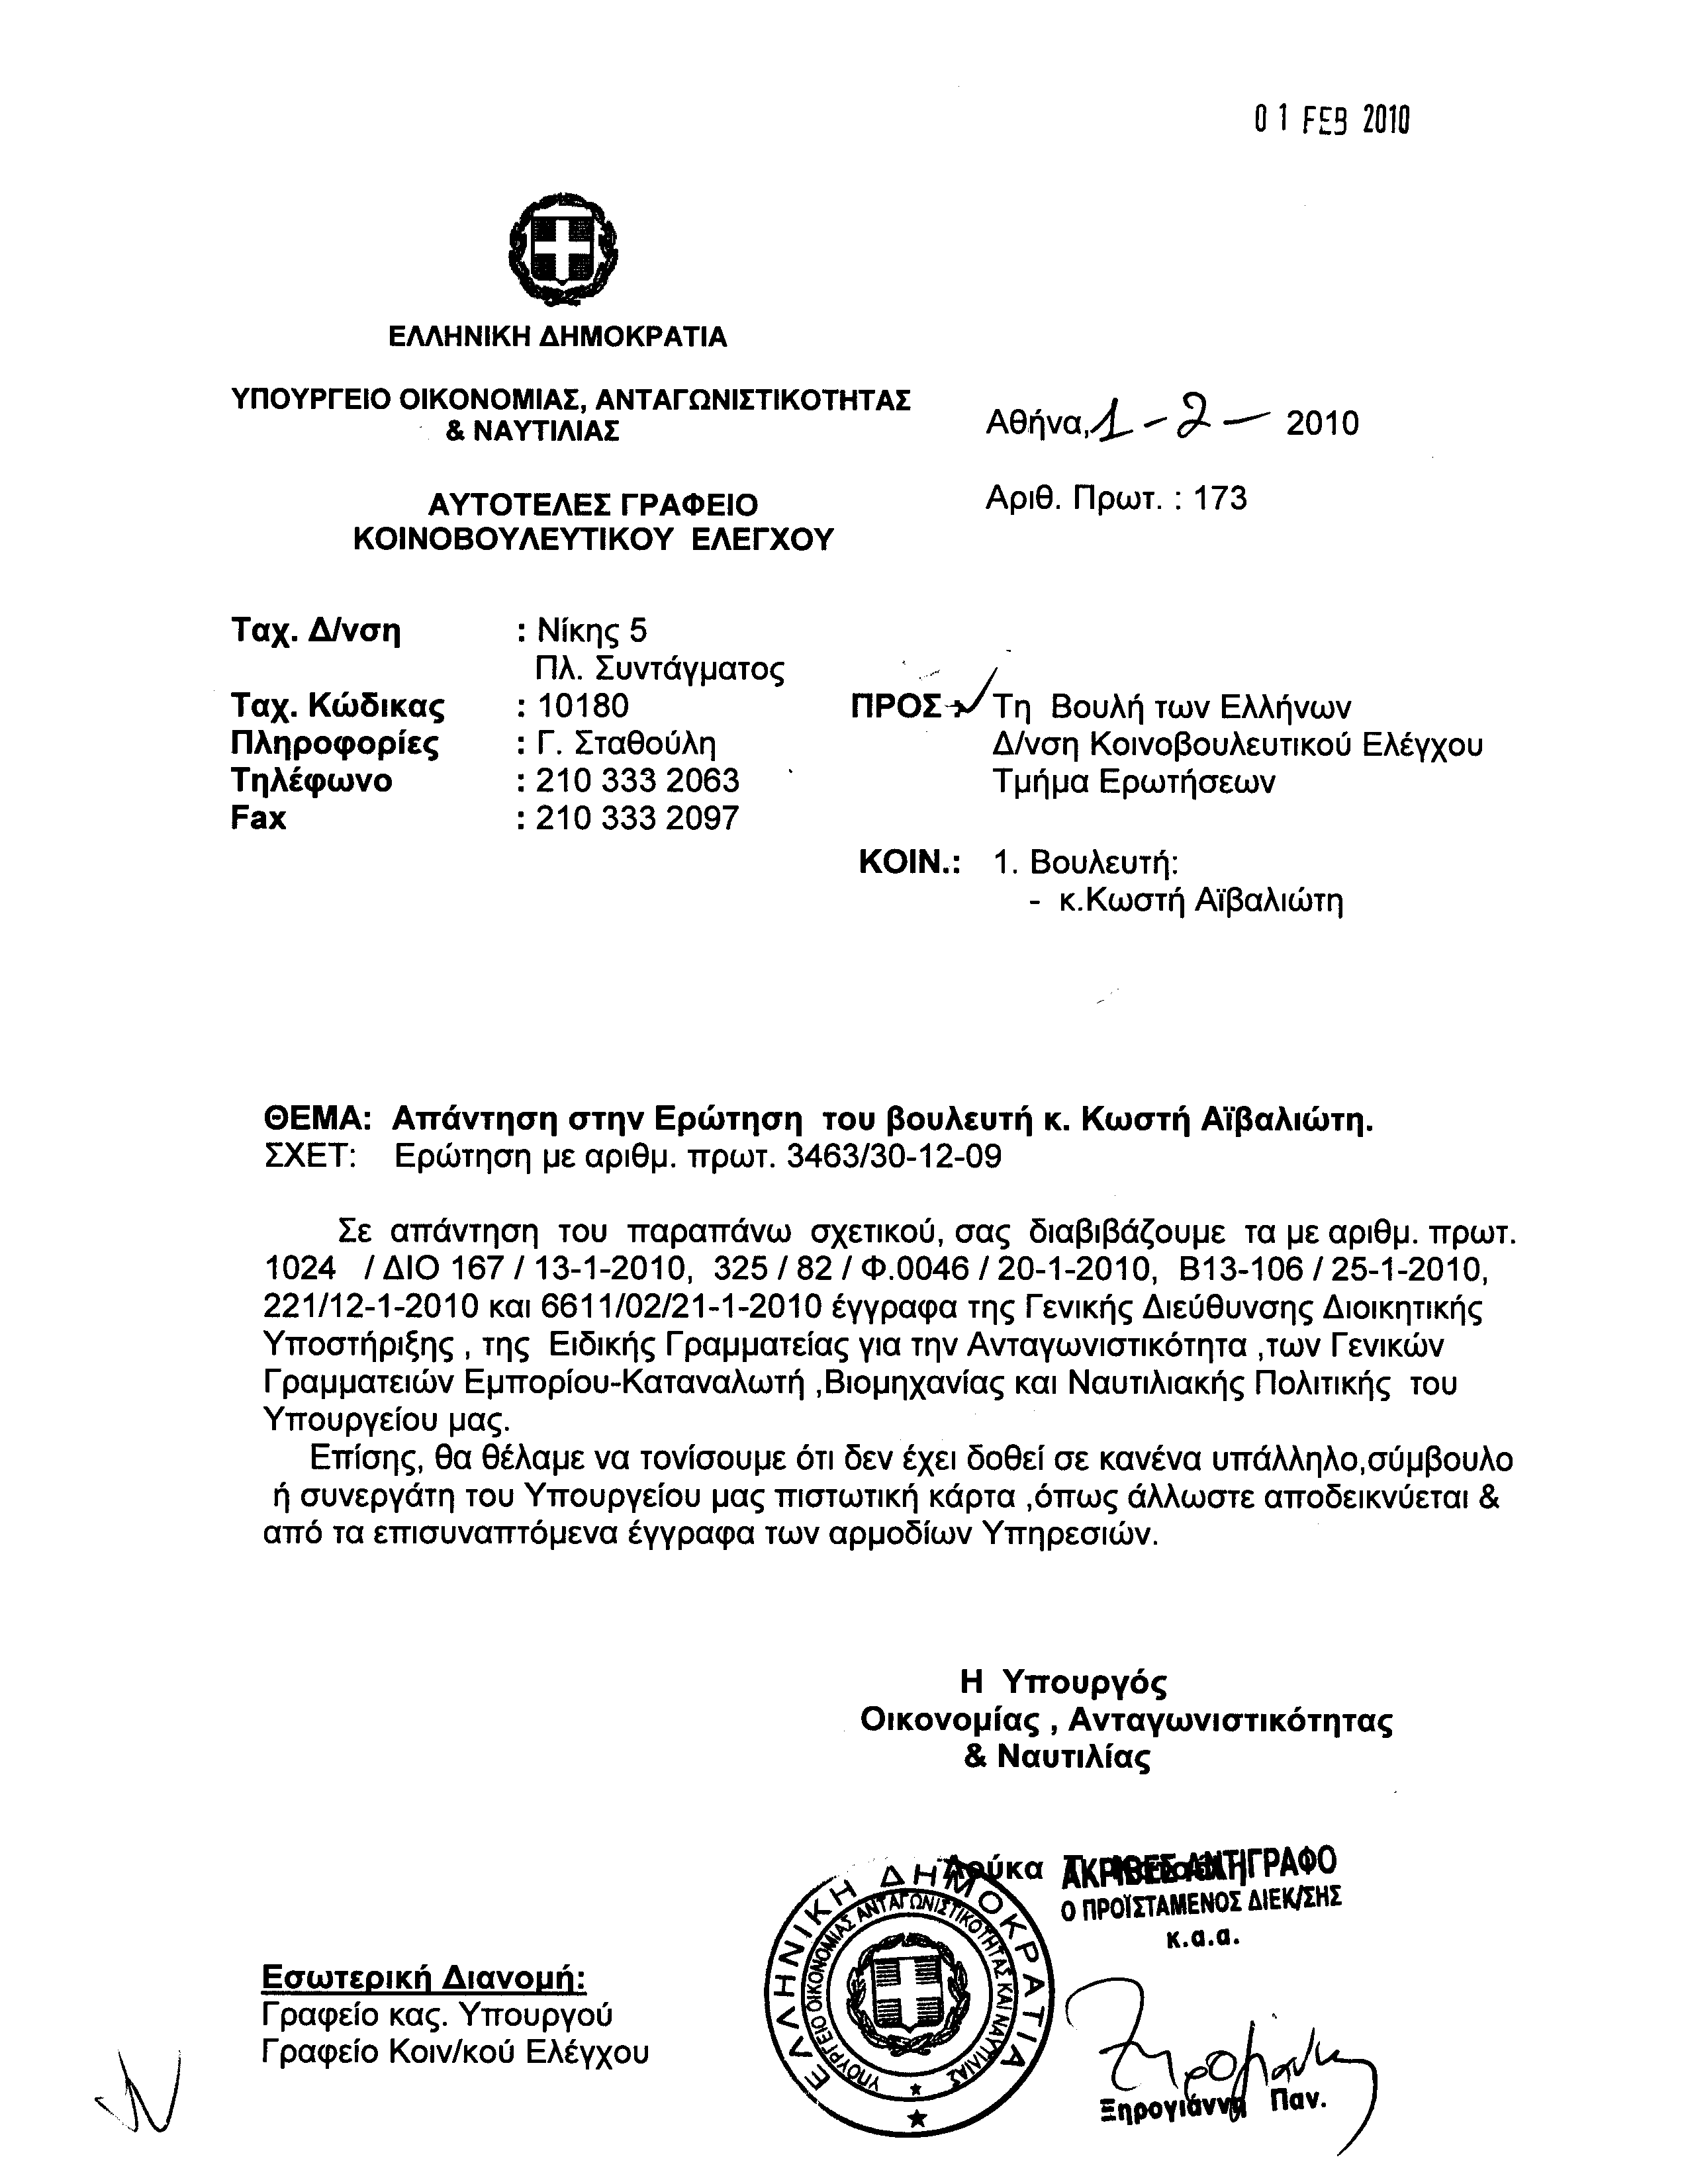 01 FEB 2010
ΕΛΛΗΝΙΚΗ ΔΗΜΟΚΡΑΤΙΑ
ΥΠΟΥΡΓΕΙΟ ΟΙΚΟΝΟΜΙΑΣ, ΑΝΤΑΓΩΝΙΣΤΙΚΟΤΗΤΑΣ
& ΝΑΥΤΙΛΙΑΣ
Αθήνα, 1-2- 2010
ΑΥΤΟΤΕΛΕΣ ΓΡΑΦΕΙΟ
ΚΟΙΝΟΒΟΥΛΕΥΤΙΚΟΥ ΕΛΕΓΧΟΥ
Αριθ. Πρωτ. : 173
Ταχ. Δ/νση : Νίκης 5
Πλ. Συντάγματος
Ταχ. Κώδικας : 10180
Πληροφορίες : Γ. Σταθούλη
Τηλέφωνο : 210 333 2063
Fax : 210 333 2097
ΠΡΟΣ : Τη Βουλή των Ελλήνων
Δ/νση Κοινοβουλευτικού Ελέγχου
Τμήμα Ερωτήσεων
ΚΟΙΝ.: 1. Βουλευτή:
- κ.Κωστή Αϊβαλιώτη
ΘΕΜΑ: Απάντηση στην Ερώτηση του βουλευτή κ. Κωστή Αϊβαλιώτη.
ΣΧΕΤ: Ερώτηση με αριθμ. πρωτ. 3463/30-12-09
Σε απάντηση του παραπάνω σχετικού, σας διαβιβάζουμε τα με αριθμ. πρωτ.
1024 / ΔΙΟ 167 / 13-1-2010, 325 / 82 / Φ.0046 / 20-1-2010, Β13-106 / 25-1-2010,
221/12-1-2010 και 6611/02/21-1-2010 έγγραφα της Γενικής Διεύθυνσης Διοικητικής
Υποστήριξης , της Ειδικής Γραμματείας για την Ανταγωνιστικότητα ,των Γενικών
Γραμματειών Εμπορίου-Καταναλωτή ,Βιομηχανίας και Ναυτιλιακής Πολιτικής του
Υπουργείου μας.
Επίσης, θα θέλαμε να τονίσουμε ότι δεν έχει δοθεί σε κανένα υπάλληλο,σύμβουλο
ή συνεργάτη του Υπουργείου μας πιστωτική κάρτα ,όπως άλλωστε αποδεικνύεται &
από τα επισυναπτόμενα έγγραφα των αρμοδίων Υπηρεσιών.
Η Υπουργός
Οικονομίας , Ανταγωνιστικότητας
& Ναυτιλίας
Λούκα
ΑΚΡΙΒΕΣ ΑΝΤΙΓΡΑΦΟ
Ο ΠΡΟΪΣΤΑΜΕΝΟΣ ΔΙΕΚ/ΣΗΣ
κ.α.α.
ΕΛΛΗΝΙΚΗ ΔΗΜΟΚΡΑΤΙΑ
ΥΠΟΥΡΓΕΙΟ ΟΙΚΟΝΟΜΙΑΣ ΑΝΤΑΓΩΝΙΣΤΙΚΟΤΗΤΑΣ ΚΑΙ ΝΑΥΤΙΛΙΑΣ
Ξηρογιάννη Παν.
Εσωτερική Διανομή:
Γραφείο κας. Υπουργού
Γραφείο Κοιν/κού Ελέγχου